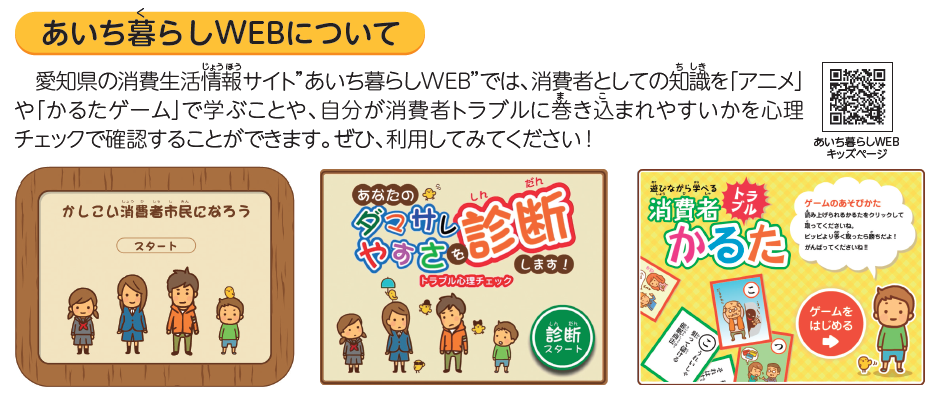 あいち暮らしWEBについて
愛知県の消費生活情報サイト”あいち暮らしWEB”では、消費者としての知識を「アニメ」
や「かるたゲーム」で学ぶことや、自分が消費者トラブルに巻き込まれやすいかを心理
チェックで確認することができます。ぜひ、利用してみてください！
あいち暮らしWEB
キッズページ
かしこい消費者市民になろう
スタート
あなたの
ダマサレ
やすさを診断
します！
トラブル心理チェック
診断
スタート
遊びながら学べる
消費者
トラブル
かるた
ゲームのあそびかた
読み上げられるかるたをクリックして
取ってくださいね。
ピッピより多く取ったら勝ちだよ！
がんばってくださいね!!
ゲームを
はじめる
こ
つ